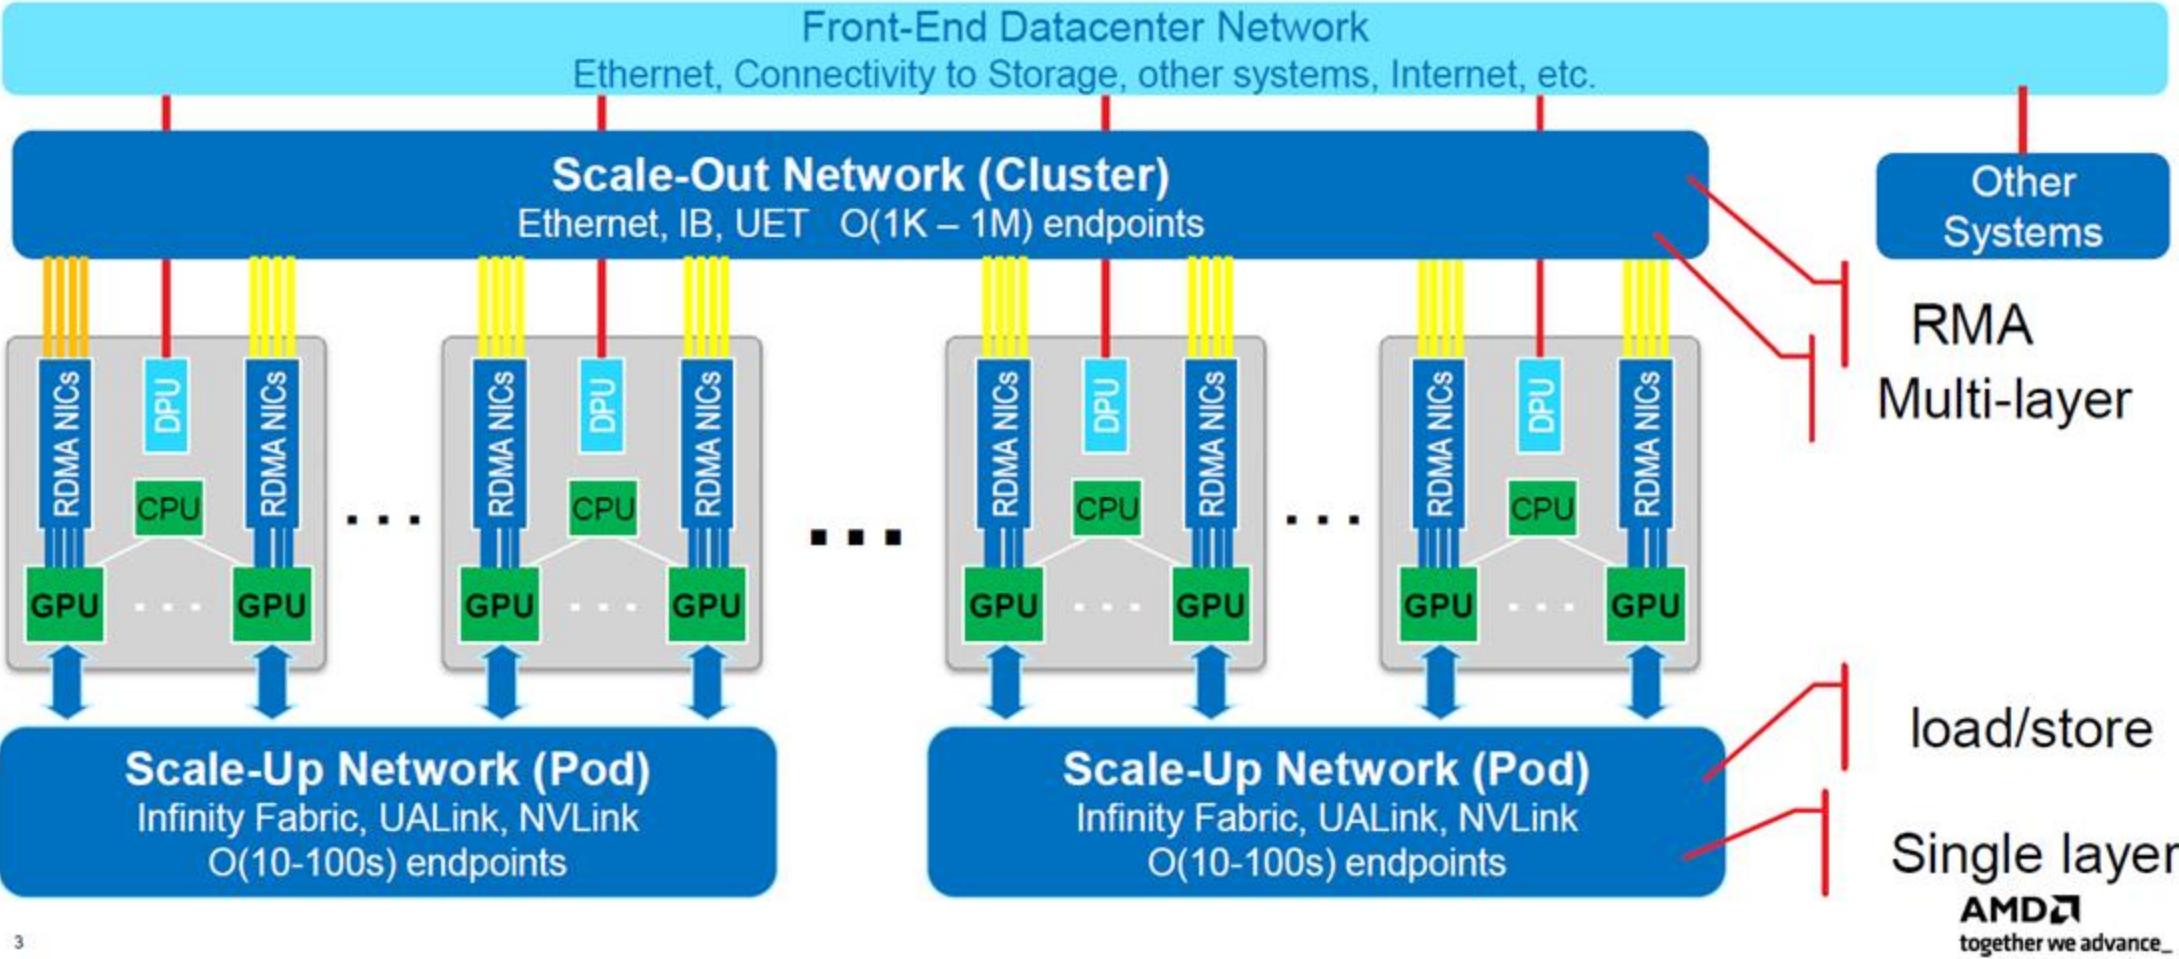 Front-End Datacenter Network
Ethernet, Connectivity to Storage, other systems, Internet, etc.
Scale-Out Network (Cluster)
Ethernet, IB, UET O(1K – 1M) endpoints
Other
Systems
RMA
Multi-layer
RDMA NICs
DPU
RDMA NICs
CPU
GPU
. . .
GPU
. . .
RDMA NICs
DPU
RDMA NICs
CPU
GPU
. . .
GPU
. . .
RDMA NICs
DPU
RDMA NICs
CPU
GPU
. . .
GPU
. . .
RDMA NICs
DPU
RDMA NICs
CPU
GPU
. . .
GPU
Scale-Up Network (Pod)
Infinity Fabric, UALink, NVLink
O(10-100s) endpoints
Scale-Up Network (Pod)
Infinity Fabric, UALink, NVLink
O(10-100s) endpoints
load/store
Single layer
3
AMD
together we advance_